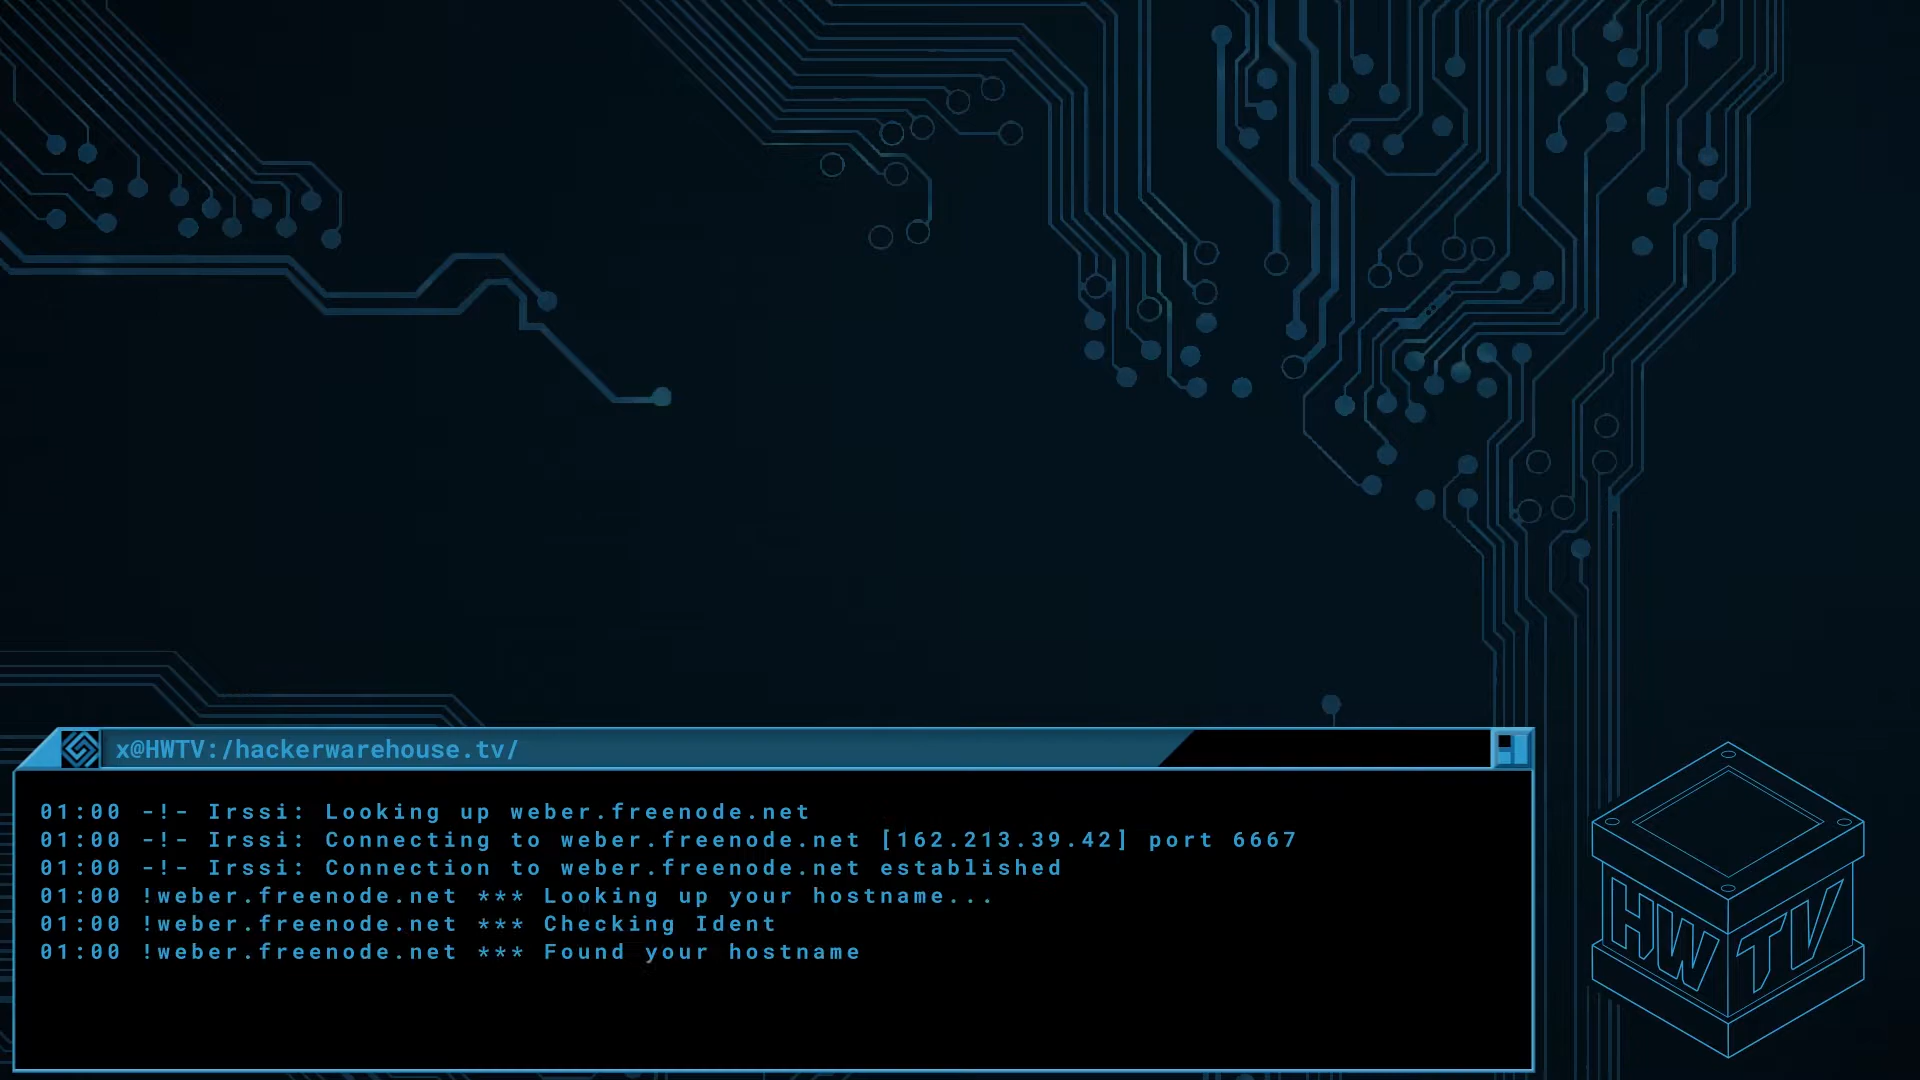 x@HWTV:/hackerwarehouse.tv/
01:00 -!- Irssi: Looking up weber.freenode.net
01:00 -!- Irssi: Connecting to weber.freenode.net [162.213.39.42] port 6667
01:00 -!- Irssi: Connection to weber.freenode.net established
01:00 !weber.freenode.net *** Looking up your hostname...
01:00 !weber.freenode.net *** Checking Ident
01:00 !weber.freenode.net *** Found your hostname
HW TV